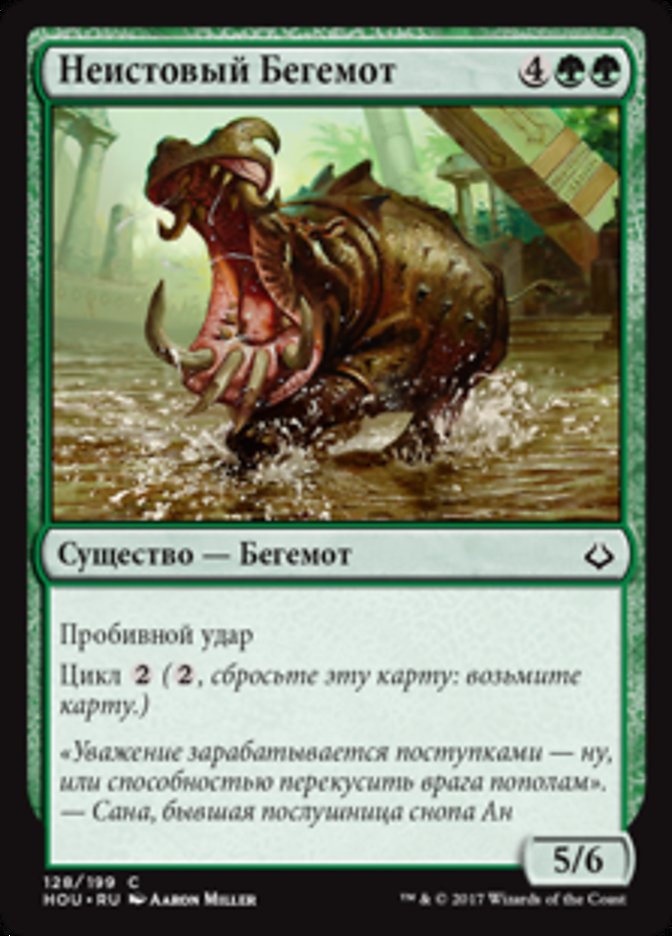 Неистовый Бегемот 4
Существо — Бегемот
Пробивной удар
Цикл 2 (2, сбросьте эту карту: возьмите
карту.)
«Уважение зарабатывается поступками — ну,
или способностью перекусить врага пополам».
— Сана, бывшая послушница снопа Ан
5/6
128/199 C
HOU • RU Aaron Miller
™ & © 2017 Wizards of the Coast